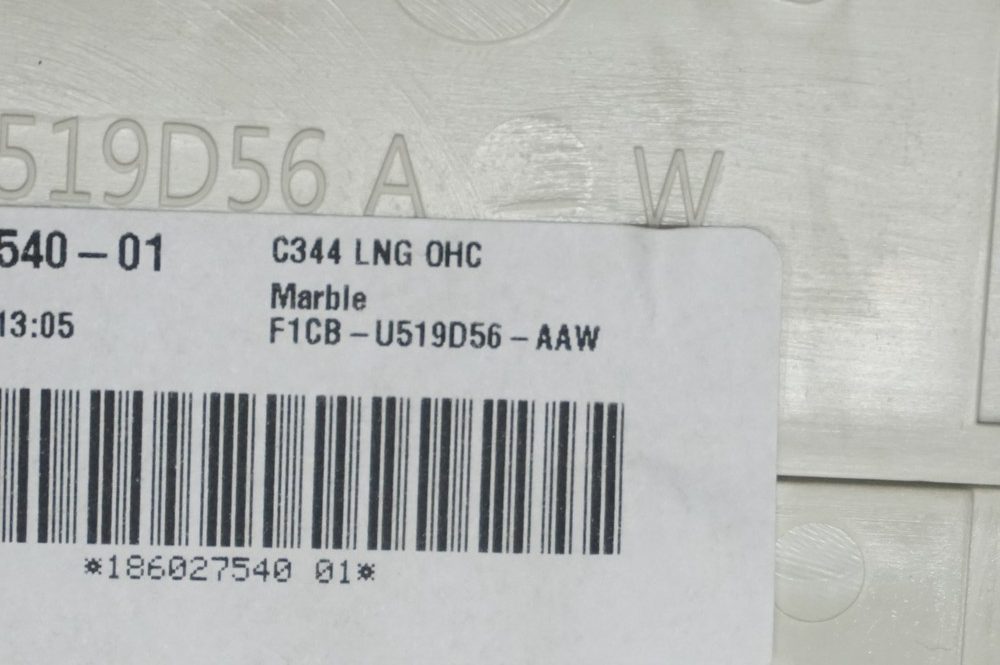 519D56 A W
540-01 C344 LNG OHC
Marble
13:05 F1CB-U519D56-AAW
*186027540 01*